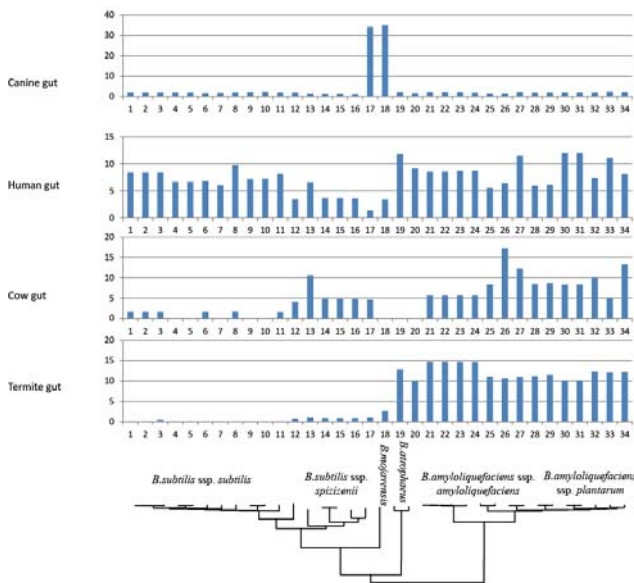 40
30
20
10
0
Canine gut
1 2 3 4 5 6 7 8 9 10 11 12 13 14 15 16 17 18 19 20 21 22 23 24 25 26 27 28 29 30 31 32 33 34
15
10
5
0
Human gut
1 2 3 4 5 6 7 8 9 10 11 12 13 14 15 16 17 18 19 20 21 22 23 24 25 26 27 28 29 30 31 32 33 34
20
15
10
5
0
Cow gut
1 2 3 4 5 6 7 8 9 10 11 12 13 14 15 16 17 18 19 20 21 22 23 24 25 26 27 28 29 30 31 32 33 34
20
15
10
5
0
Termite gut
1 2 3 4 5 6 7 8 9 10 11 12 13 14 15 16 17 18 19 20 21 22 23 24 25 26 27 28 29 30 31 32 33 34
B.subtilis ssp. subtilis
B.subtilis ssp.
spizizenii
B.mojavensis
B.atrophaeus
B.amyloliquefaciens ssp.
amyloliquefaciens
B.amyloliquefaciens
ssp. plantarum